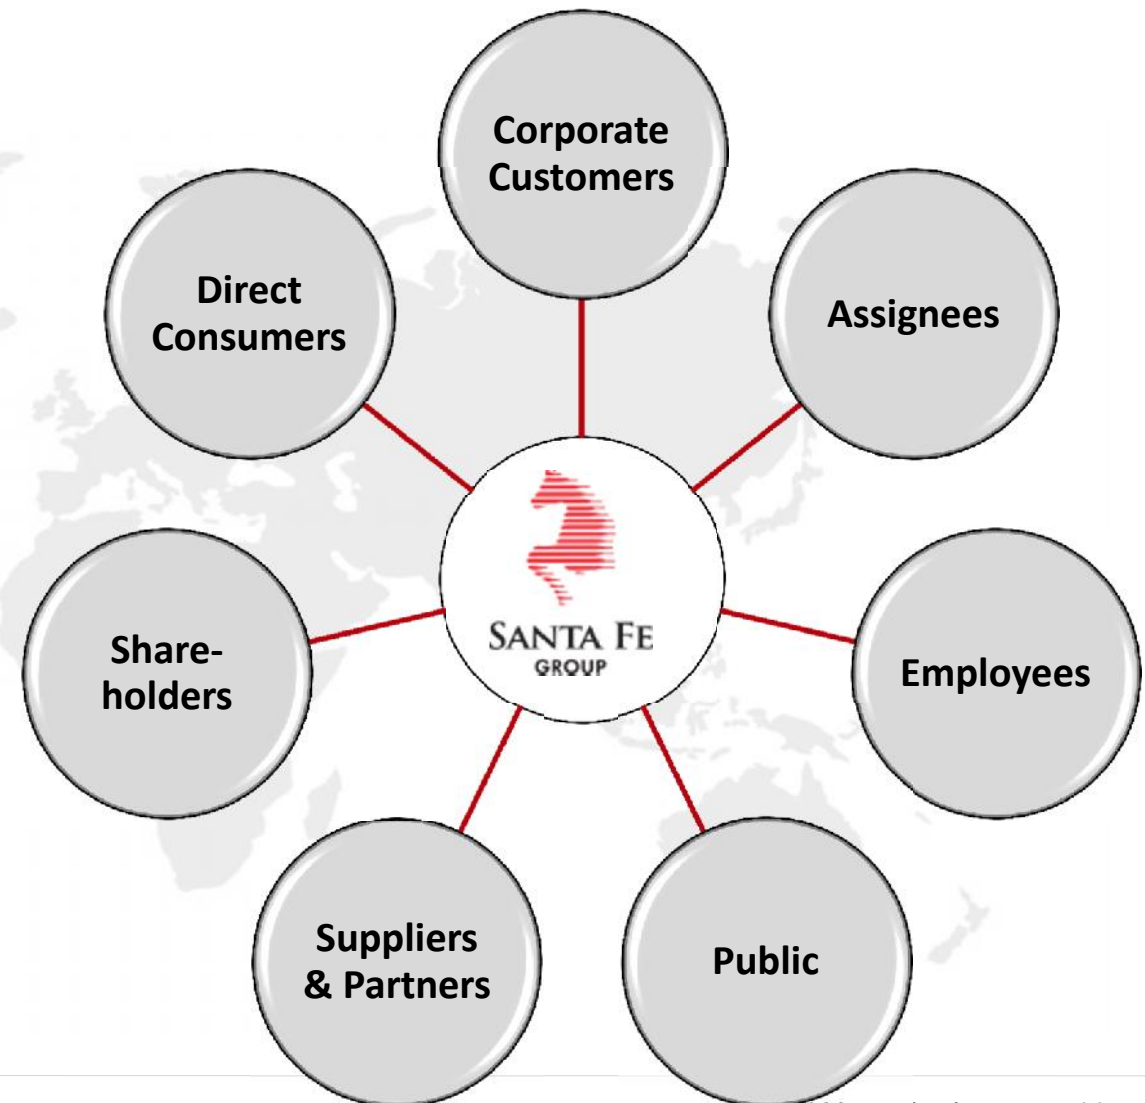 Corporate
Customers
Direct
Consumers
Assignees
SANTA FE
GROUP
Share-
holders
Employees
Suppliers
& Partners
Public